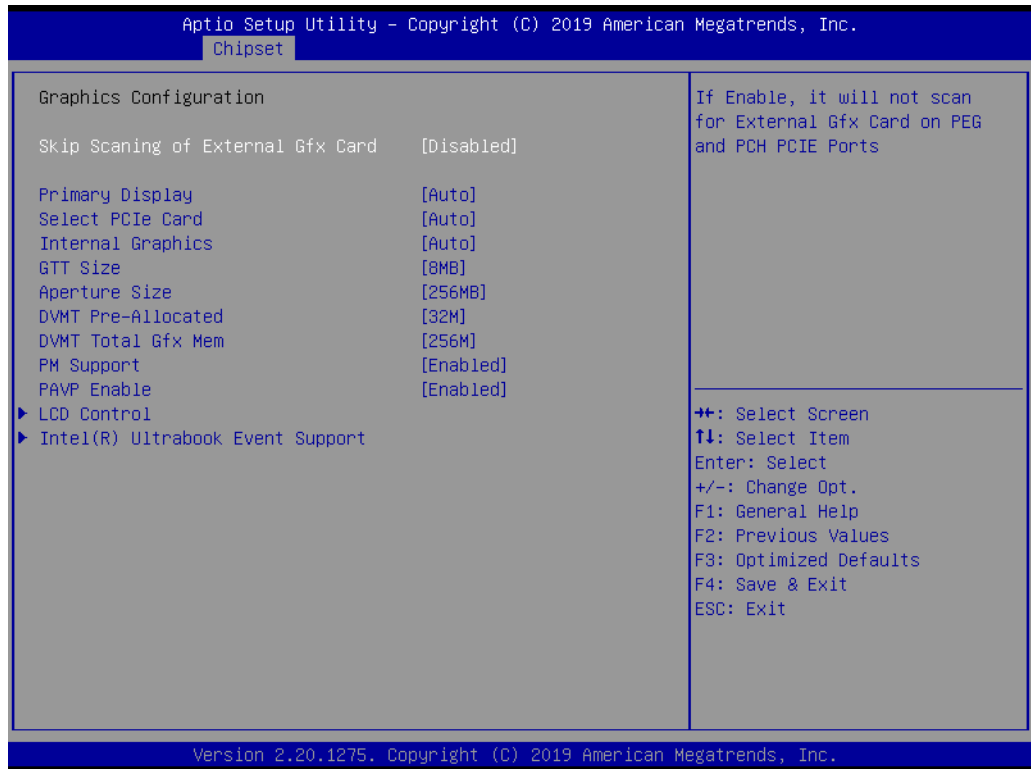 Aptio Setup Utility – Copyright (C) 2019 American Megatrends, Inc.
Chipset
Graphics Configuration
Skip Scaning of External Gfx Card [Disabled]
Primary Display [Auto]
Select PCIe Card [Auto]
Internal Graphics [Auto]
GTT Size [8MB]
Aperture Size [256MB]
DVMT Pre-Allocated [32M]
DVMT Total Gfx Mem [256M]
PM Support [Enabled]
PAVP Enable [Enabled]
LCD Control
Intel(R) Ultrabook Event Support
If Enable, it will not scan
for External Gfx Card on PEG
and PCH PCIE Ports
→←: Select Screen
↑↓: Select Item
Enter: Select
+/-: Change Opt.
F1: General Help
F2: Previous Values
F3: Optimized Defaults
F4: Save & Exit
ESC: Exit
Version 2.20.1275. Copyright (C) 2019 American Megatrends, Inc.